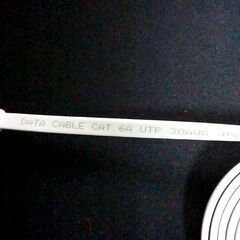 DATA CABLE CAT.6A UTP 30AWG